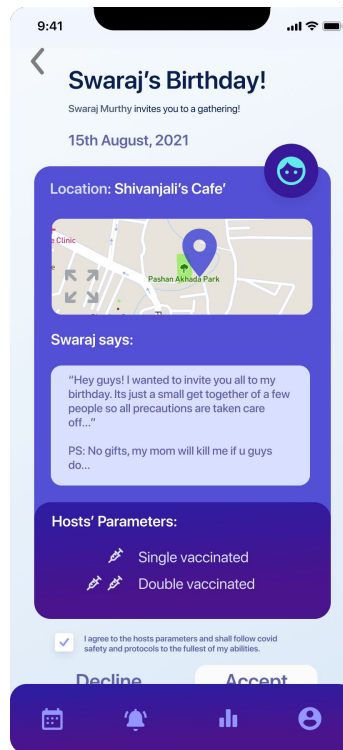 9:41
Swaraj's Birthday!
Swaraj Murthy invites you to a gathering!
15th August, 2021
Location: Shivanjali's Cafe'
e Clinic
e
Pashan Akhada Park
Swaraj says:
“Hey guys! I wanted to invite you all to my
birthday. Its just a small get together of a few
people so all precautions are taken care
off...”
PS: No gifts, my mom will kill me if u guys
do...
Hosts' Parameters:
Single vaccinated
Double vaccinated
I agree to the hosts parameters and shall follow covid
safety and protocols to the fullest of my abilities.
Decline Accept